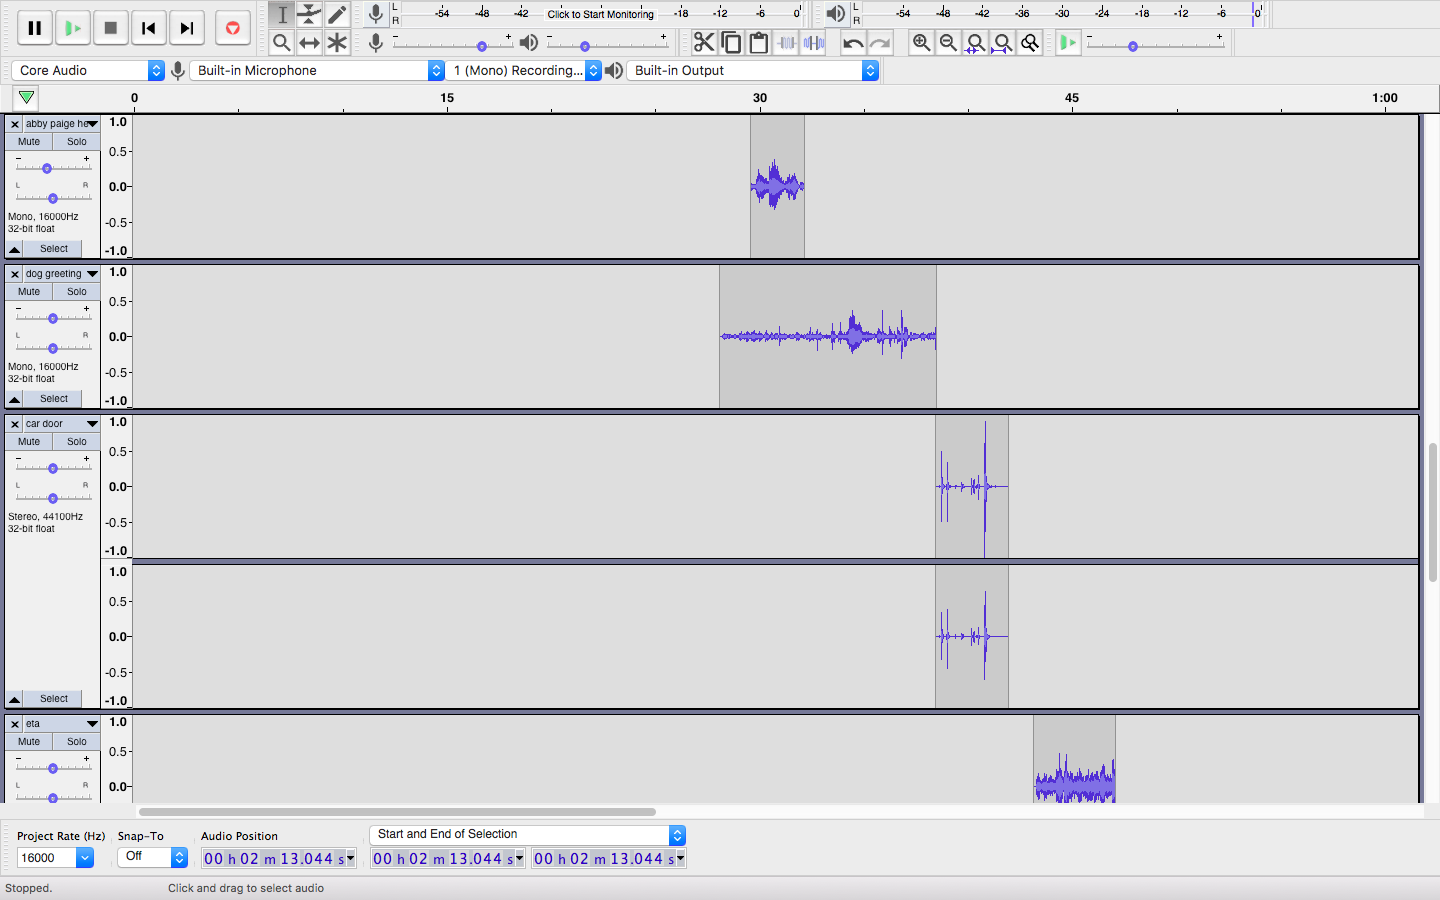 L
R
-54 -48 -42 Click to Start Monitoring -18 -12 -6 0
L
R
-54 -48 -42 -36 -30 -24 -18 -12 -6 0
- +
- +
- +
Core Audio
Built-in Microphone
1 (Mono) Recording...
Built-in Output
0 15 30 45 1:00
abby paige he
Mute Solo
- +
L R
Mono, 16000Hz
32-bit float
Select
1.0
0.5
0.0
-0.5
-1.0
dog greeting
Mute Solo
- +
L R
Mono, 16000Hz
32-bit float
Select
1.0
0.5
0.0
-0.5
-1.0
car door
Mute Solo
- +
L R
Stereo, 44100Hz
32-bit float
Select
1.0
0.5
0.0
-0.5
-1.0
1.0
0.5
0.0
-0.5
-1.0
eta
Mute Solo
- +
L R
1.0
0.5
0.0
Project Rate (Hz) Snap-To Audio Position Start and End of Selection
16000 Off 00 h 02 m 13.044 s 00 h 02 m 13.044 s 00 h 02 m 13.044 s
Stopped. Click and drag to select audio